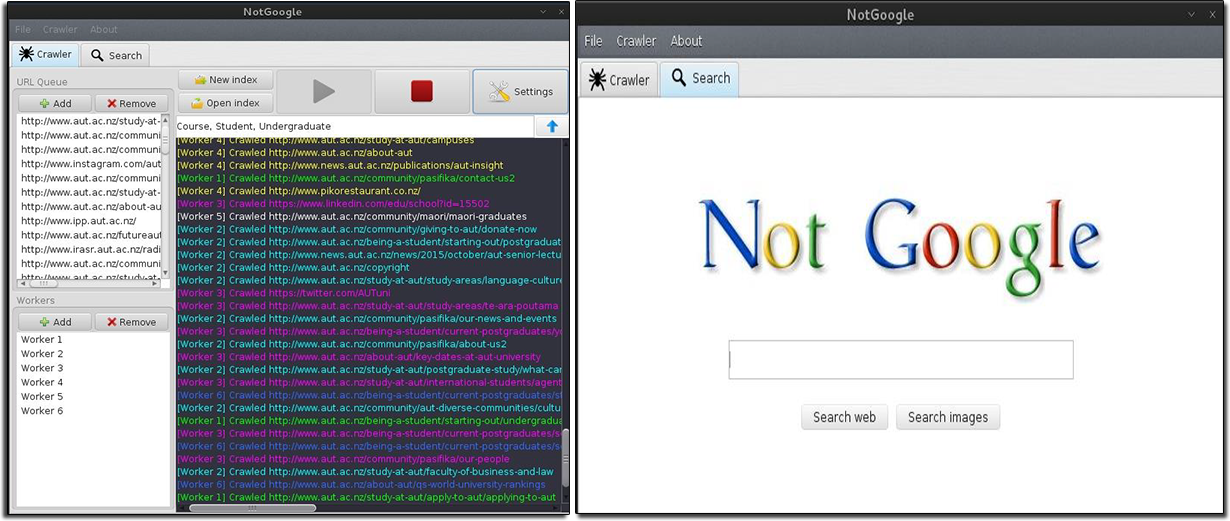 NotGoogle
File Crawler About
Crawler Search
URL Queue
Add Remove
http://www.aut.ac.nz/study-at-
http://www.aut.ac.nz/communi
http://www.aut.ac.nz/communi
http://www.instagram.com/aut
http://www.aut.ac.nz/communi
http://www.aut.ac.nz/study-at-
http://www.aut.ac.nz/about-au
http://www.ipp.aut.ac.nz/
http://www.aut.ac.nz/futureaut
http://www.irasr.aut.ac.nz/radi
http://www.aut.ac.nz/communi
http://www.aut.ac.nz/study-at-
Workers
Add Remove
Worker 1
Worker 2
Worker 3
Worker 4
Worker 5
Worker 6
New index
Open index
Settings
Course, Student, Undergraduate
[Worker 4] Crawled http://www.aut.ac.nz/study-at-aut/campuses
[Worker 4] Crawled http://www.aut.ac.nz/about-aut
[Worker 4] Crawled http://www.news.aut.ac.nz/publications/aut-insight
[Worker 1] Crawled http://www.aut.ac.nz/community/pasifika/contact-us2
[Worker 4] Crawled http://www.pikorestaurant.co.nz/
[Worker 3] Crawled https://www.linkedin.com/edu/school?id=15502
[Worker 5] Crawled http://www.aut.ac.nz/community/maori/maori-graduates
[Worker 2] Crawled http://www.aut.ac.nz/community/giving-to-aut/donate-now
[Worker 2] Crawled http://www.aut.ac.nz/being-a-student/starting-out/postgraduat
[Worker 2] Crawled http://www.news.aut.ac.nz/news/2015/october/aut-senior-lectu
[Worker 2] Crawled http://www.aut.ac.nz/copyright
[Worker 2] Crawled http://www.aut.ac.nz/study-at-aut/study-areas/language-culture
[Worker 3] Crawled https://twitter.com/AUTuni
[Worker 3] Crawled http://www.aut.ac.nz/study-at-aut/study-areas/te-ara-poutama
[Worker 2] Crawled http://www.aut.ac.nz/community/pasifika/our-news-and-events
[Worker 3] Crawled http://www.aut.ac.nz/being-a-student/current-postgraduates/y
[Worker 2] Crawled http://www.aut.ac.nz/community/pasifika/about-us2
[Worker 3] Crawled http://www.aut.ac.nz/about-aut/key-dates-at-aut-university
[Worker 2] Crawled http://www.aut.ac.nz/study-at-aut/postgraduate-study/what-can
[Worker 3] Crawled http://www.aut.ac.nz/study-at-aut/international-students/agent
[Worker 6] Crawled http://www.aut.ac.nz/being-a-student/current-postgraduates/st
[Worker 2] Crawled http://www.aut.ac.nz/community/aut-diverse-communities/cultu
[Worker 1] Crawled http://www.aut.ac.nz/being-a-student/starting-out/undergradua
[Worker 3] Crawled http://www.aut.ac.nz/being-a-student/current-postgraduates/s
[Worker 6] Crawled http://www.aut.ac.nz/being-a-student/current-postgraduates/s
[Worker 3] Crawled http://www.aut.ac.nz/community/pasifika/our-people
[Worker 2] Crawled http://www.aut.ac.nz/study-at-aut/faculty-of-business-and-law
[Worker 6] Crawled http://www.aut.ac.nz/about-aut/qs-world-university-rankings
[Worker 1] Crawled http://www.aut.ac.nz/study-at-aut/apply-to-aut/applying-to-aut
NotGoogle
File Crawler About
Crawler Search
Not Google
Search web Search images